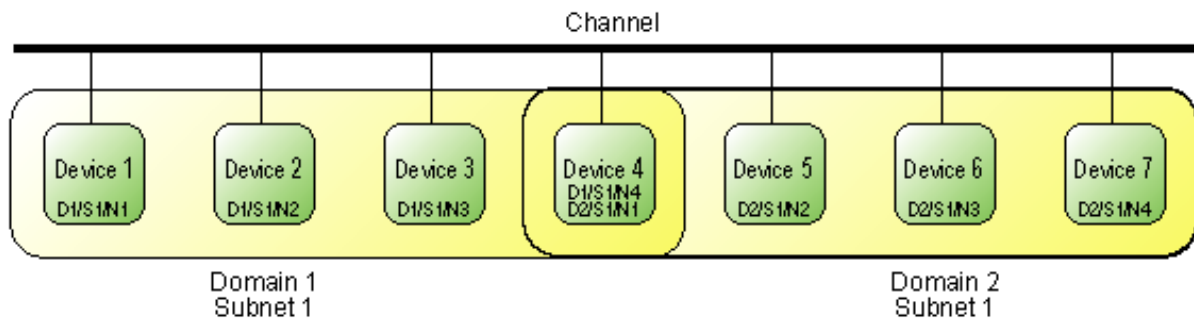 Channel
Device 1
D1/S1/N1
Device 2
D1/S1/N2
Device 3
D1/S1/N3
Device 4
D1/S1/N4
D2/S1/N1
Device 5
D2/S1/N2
Device 6
D2/S1/N3
Device 7
D2/S1/N4
Domain 1
Subnet 1
Domain 2
Subnet 1